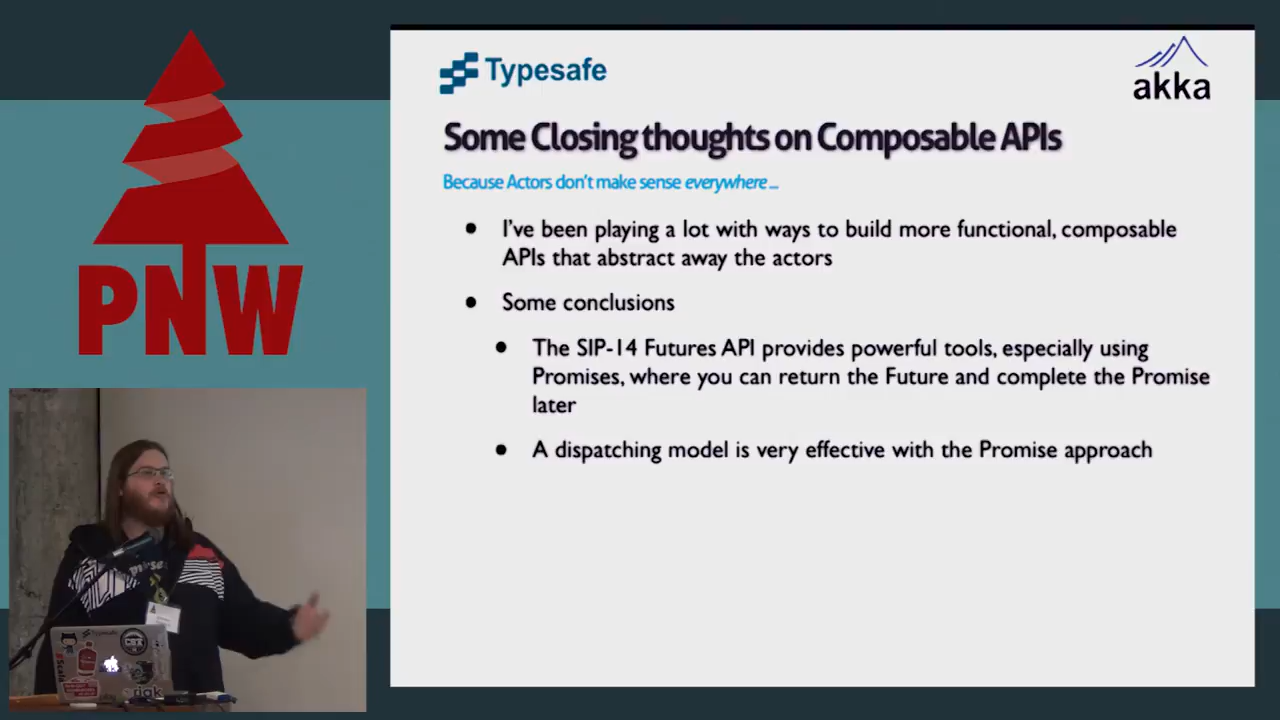 PNW
Typesafe
akka
Some Closing thoughts on Composable APIs
Because Actors don't make sense everywhere ...
• I've been playing a lot with ways to build more functional, composable
APIs that abstract away the actors
• Some conclusions
• The SIP-14 Futures API provides powerful tools, especially using
Promises, where you can return the Future and complete the Promise
later
• A dispatching model is very effective with the Promise approach
Typesafe